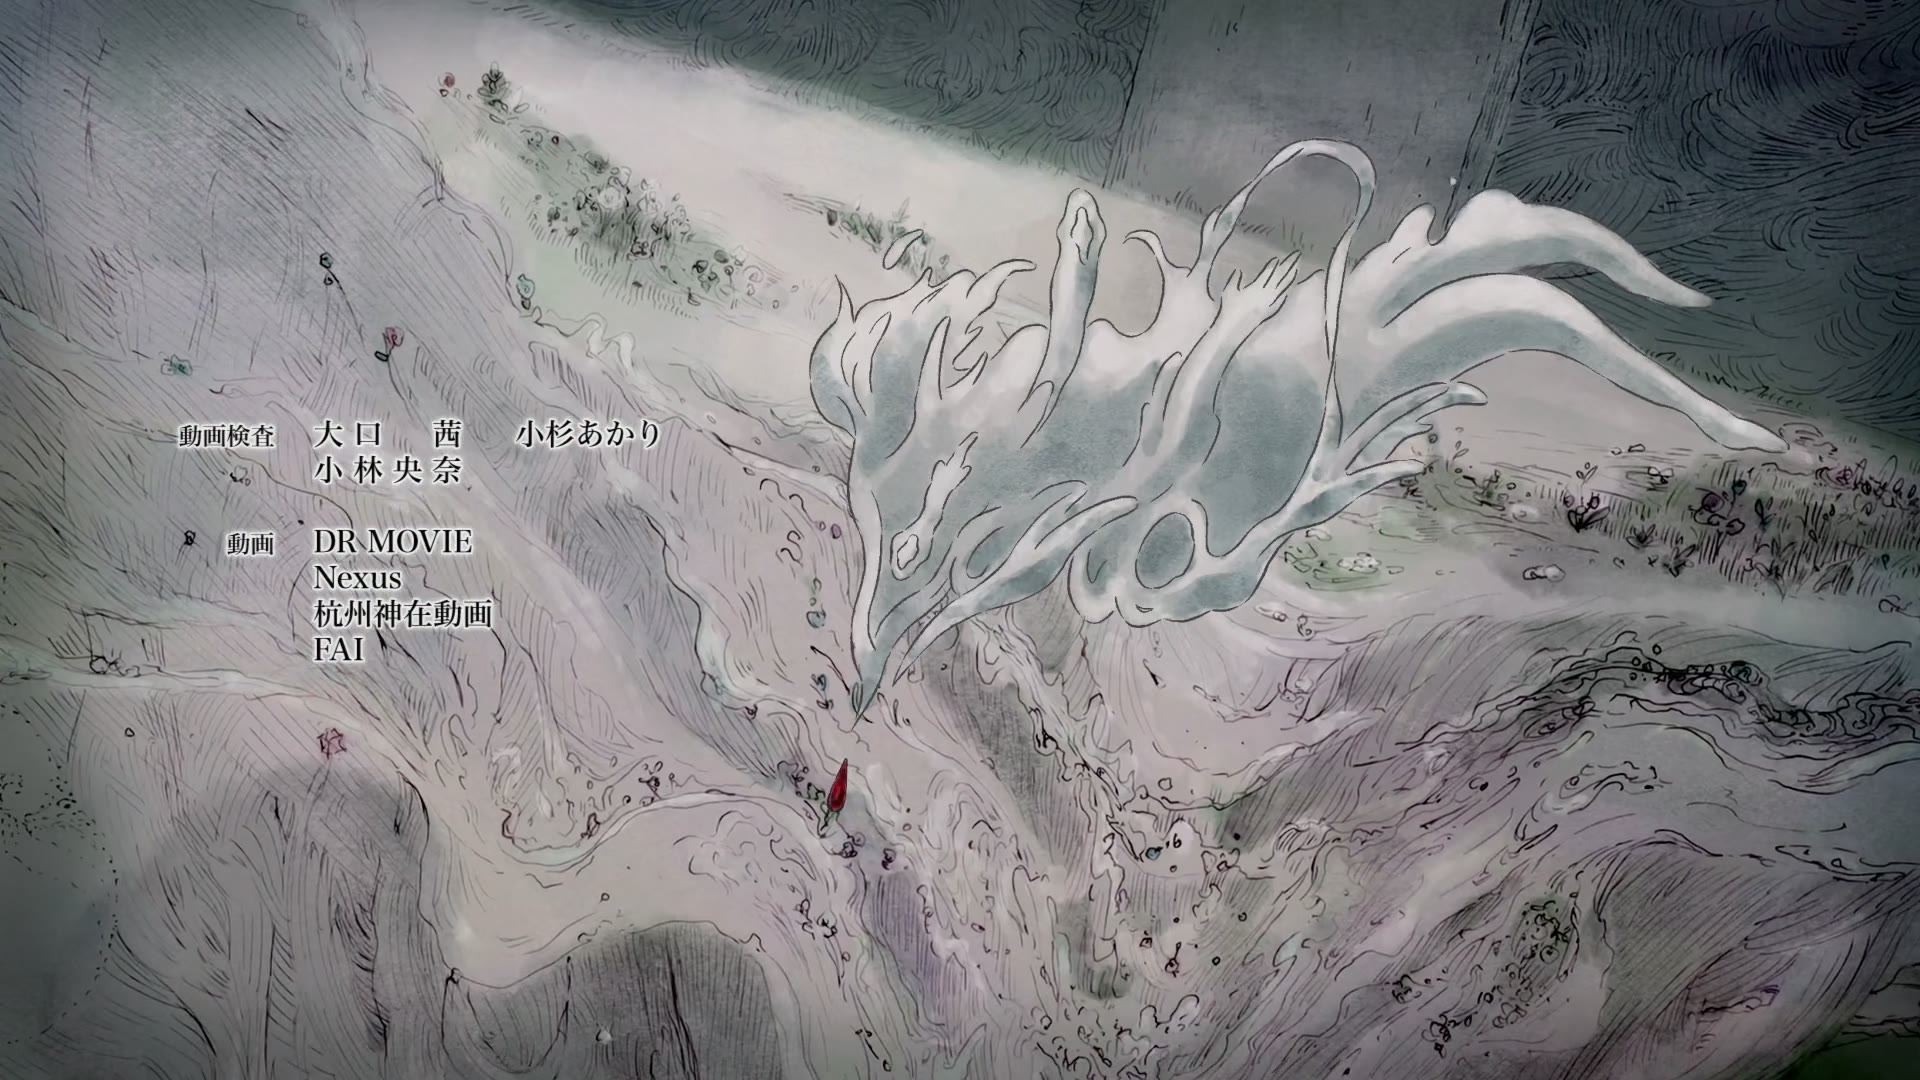 動画検査 大口 茜 小杉あかり
小林央奈
動画 DR MOVIE
Nexus
杭州神在動画
FAI